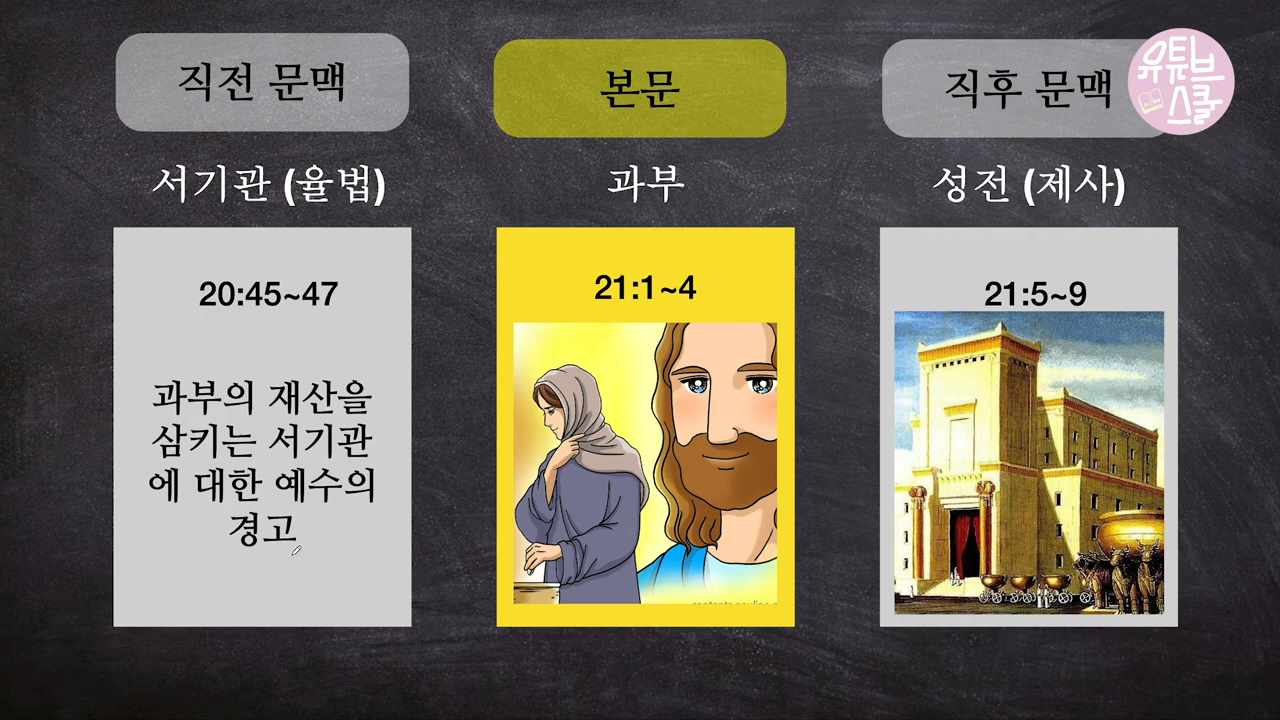 직전 문맥
본문
직후 문맥
유튜브
스쿨
서기관 (율법)
과부
성전 (제사)
20:45~47
과부의 재산을
삼키는 서기관
에 대한 예수의
경고
21:1~4
21:5~9